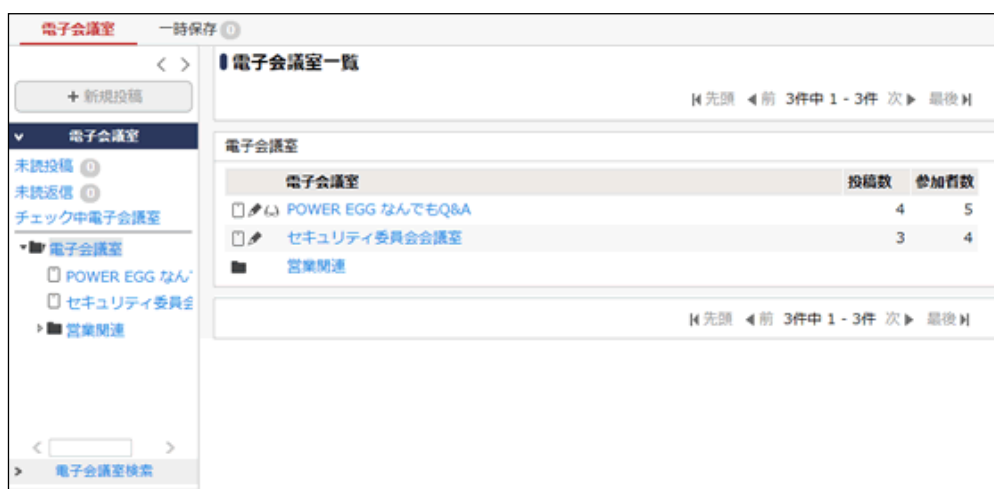 電子会議室 一時保存 0
+ 新規投稿
電子会議室
未読投稿 0
未読返信 0
チェック中電子会議室
電子会議室
POWER EGG なん
セキュリティ委員会
営業関連
電子会議室検索
電子会議室一覧
先頭 前 3件中 1 - 3件 次 最後
電子会議室
電子会議室 投稿数 参加者数
POWER EGG なんでもQ&A 4 5
セキュリティ委員会会議室 3 4
営業関連
先頭 前 3件中 1 - 3件 次 最後